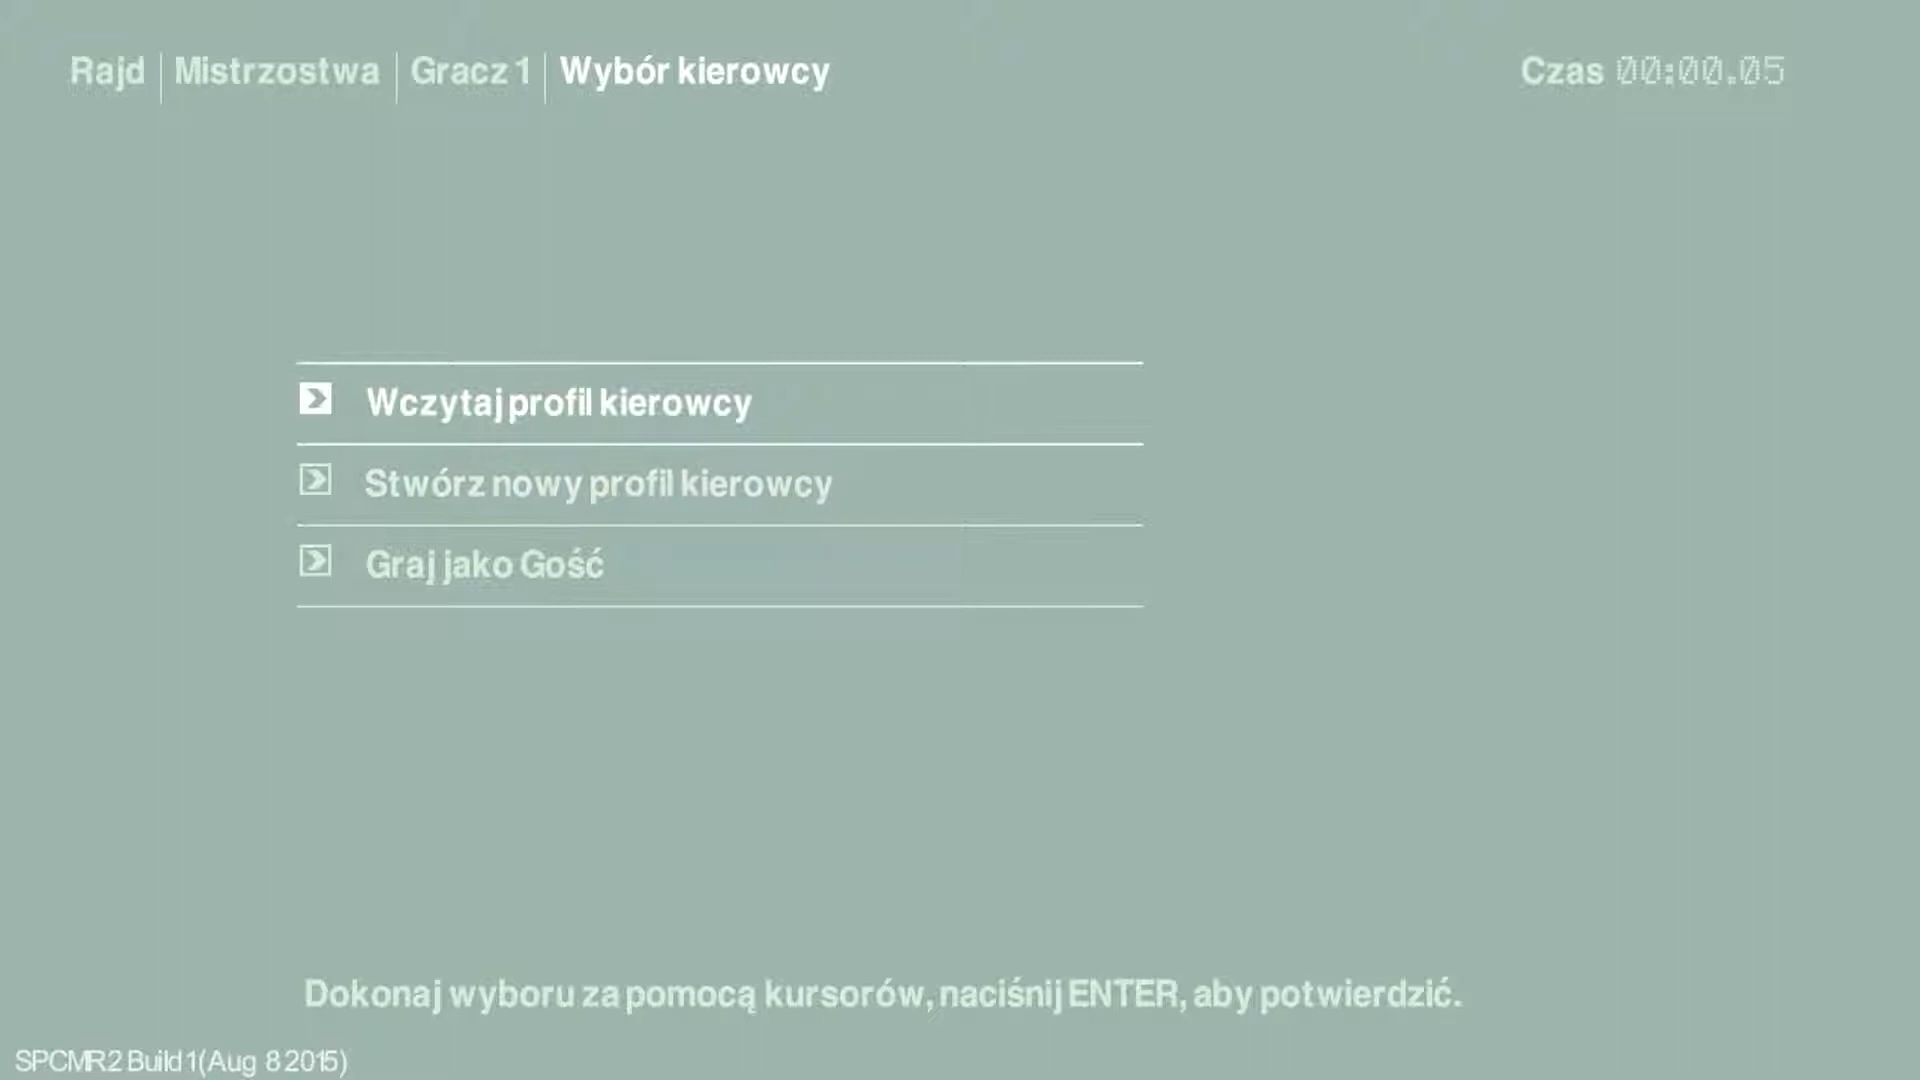 Rajd Mistrzostwa Gracz 1 Wybór kierowcy Czas 00:00.05
Wczytaj profil kierowcy
Stwórz nowy profil kierowcy
Graj jako Gość
Dokonaj wyboru za pomocą kursorów, naciśnij ENTER, aby potwierdzić.
SPCMR2 Build 1 (Aug 8 2015)